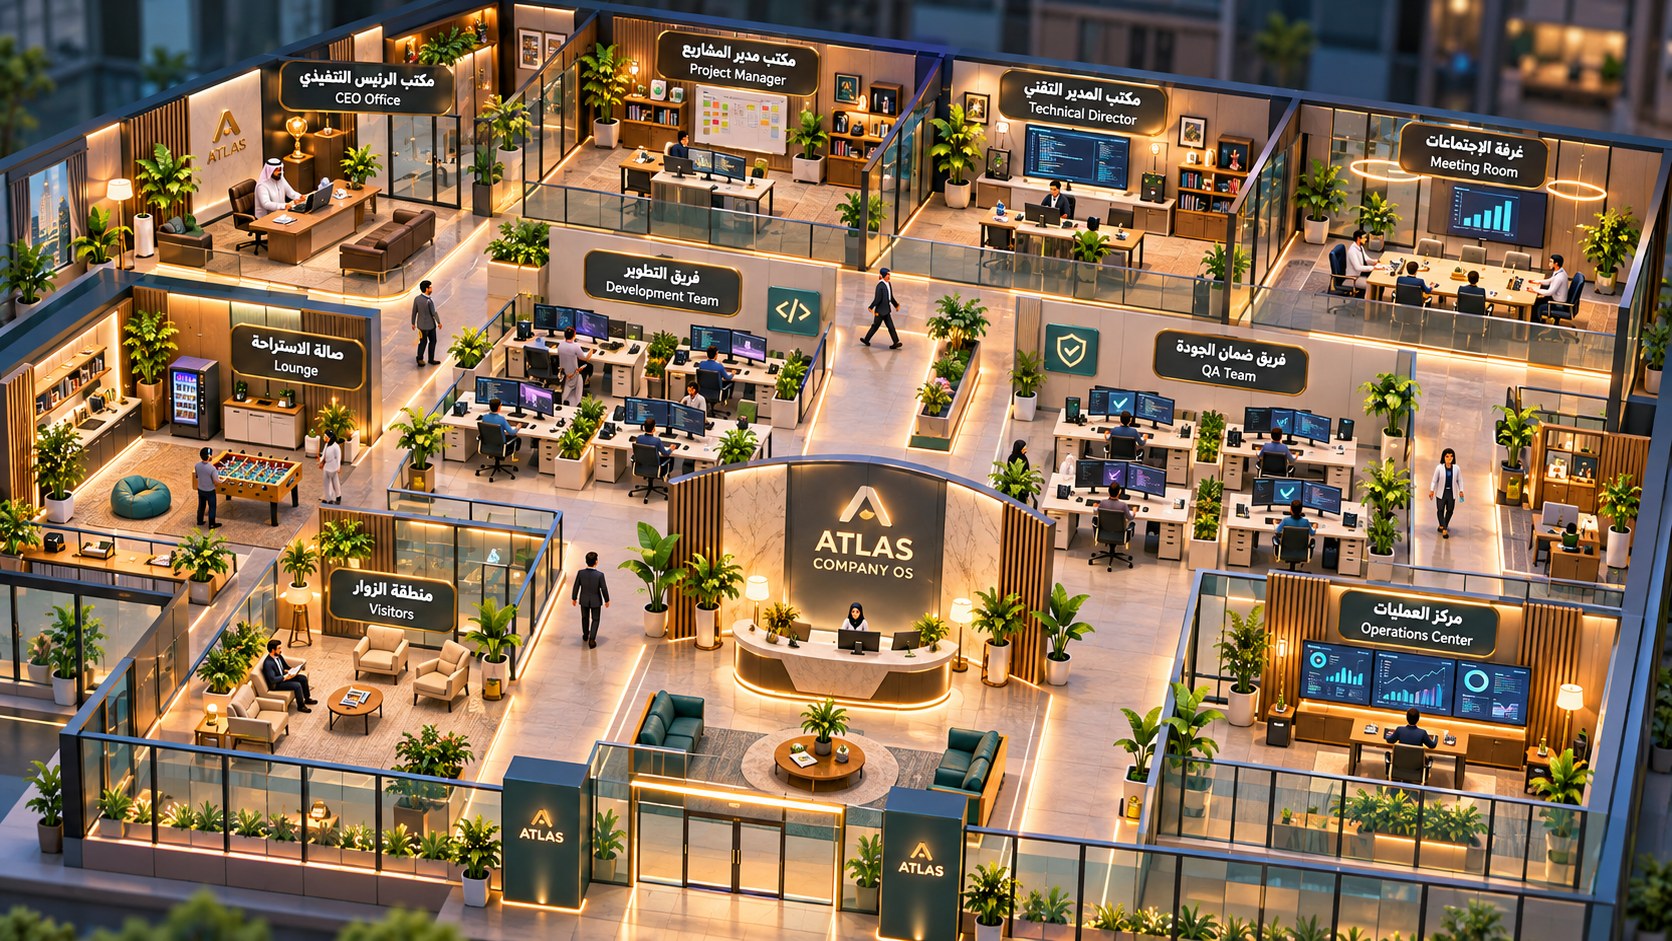 مكتب الرئيس التنفيذي
CEO Office
مكتب مدير المشاريع
Project Manager
مكتب المدير التقني
Technical Director
غرفة الإجتماعات
Meeting Room
ATLAS
فريق التطوير
Development Team
</>
صالة الاستراحة
Lounge
فريق ضمان الجودة
QA Team
ATLAS
COMPANY OS
منطقة الزوار
Visitors
مركز العمليات
Operations Center
ATLAS
ATLAS